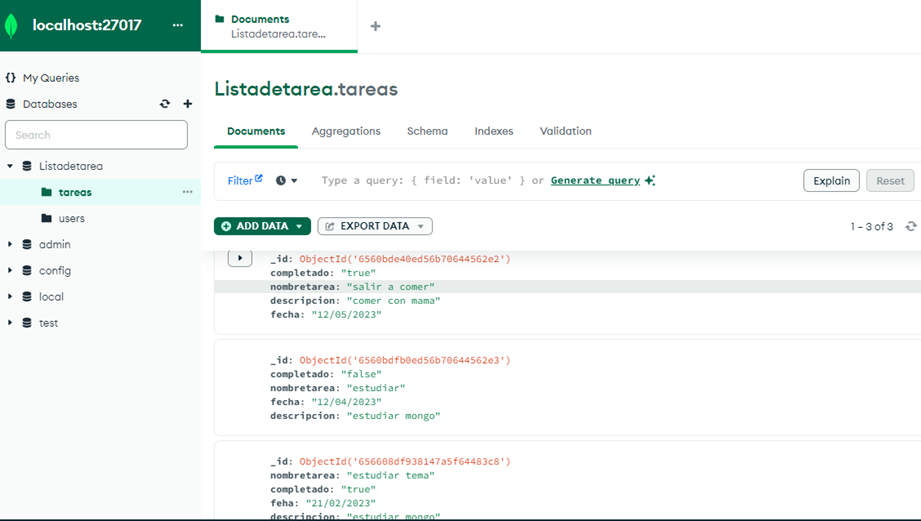 localhost:27017
...
Documents
Listadetarea.tare...
+
{} My Queries
Databases
+
Search
Listadetarea
tareas
...
users
admin
config
local
test
Listadetarea.tareas
Documents Aggregations Schema Indexes Validation
Filter Type a query: { field: 'value' } or Generate query Explain Reset
ADD DATA EXPORT DATA 1 – 3 of 3
_id: ObjectId('6560bde40ed56b70644562e2')
completado: "true"
nombretarea: "salir a comer"
descripcion: "comer con mama"
fecha: "12/05/2023"
_id: ObjectId('6560bdfb0ed56b70644562e3')
completado: "false"
nombretarea: "estudiar"
fecha: "12/04/2023"
descripcion: "estudiar mongo"
_id: ObjectId('656608df938147a5f64483c8')
nombretarea: "estudiar tema"
completado: "true"
feha: "21/02/2023"
descripcion: "estudiar mongo"